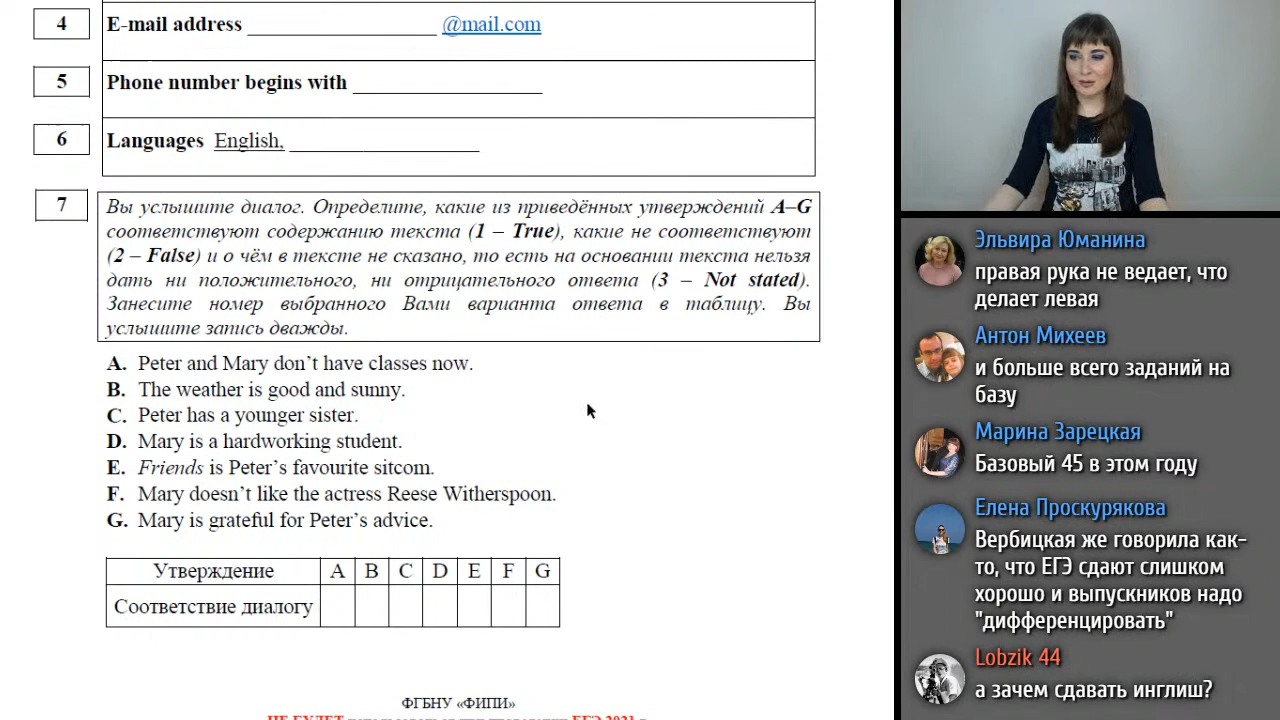 4
E-mail address ___________________ @mail.com
5
Phone number begins with ___________________
6
Languages English, ___________________
7
Вы услышите диалог. Определите, какие из приведённых утверждений A–G
соответствуют содержанию текста (1 – True), какие не соответствуют
(2 – False) и о чём в тексте не сказано, то есть на основании текста нельзя
дать ни положительного, ни отрицательного ответа (3 – Not stated).
Занесите номер выбранного Вами варианта ответа в таблицу. Вы
услышите запись дважды.
A. Peter and Mary don't have classes now.
B. The weather is good and sunny.
C. Peter has a younger sister.
D. Mary is a hardworking student.
E. Friends is Peter's favourite sitcom.
F. Mary doesn't like the actress Reese Witherspoon.
G. Mary is grateful for Peter's advice.
Утверждение A B C D E F G
Соответствие диалогу
ФГБНУ «ФИПИ»
Эльвира Юманина
правая рука не ведает, что
делает левая
Антон Михеев
и больше всего заданий на
базу
Марина Зарецкая
Базовый 45 в этом году
Елена Проскурякова
Вербицкая же говорила как-
то, что ЕГЭ сдают слишком
хорошо и выпускников надо
"дифференцировать"
Lobzik 44
а зачем сдавать инглиш?